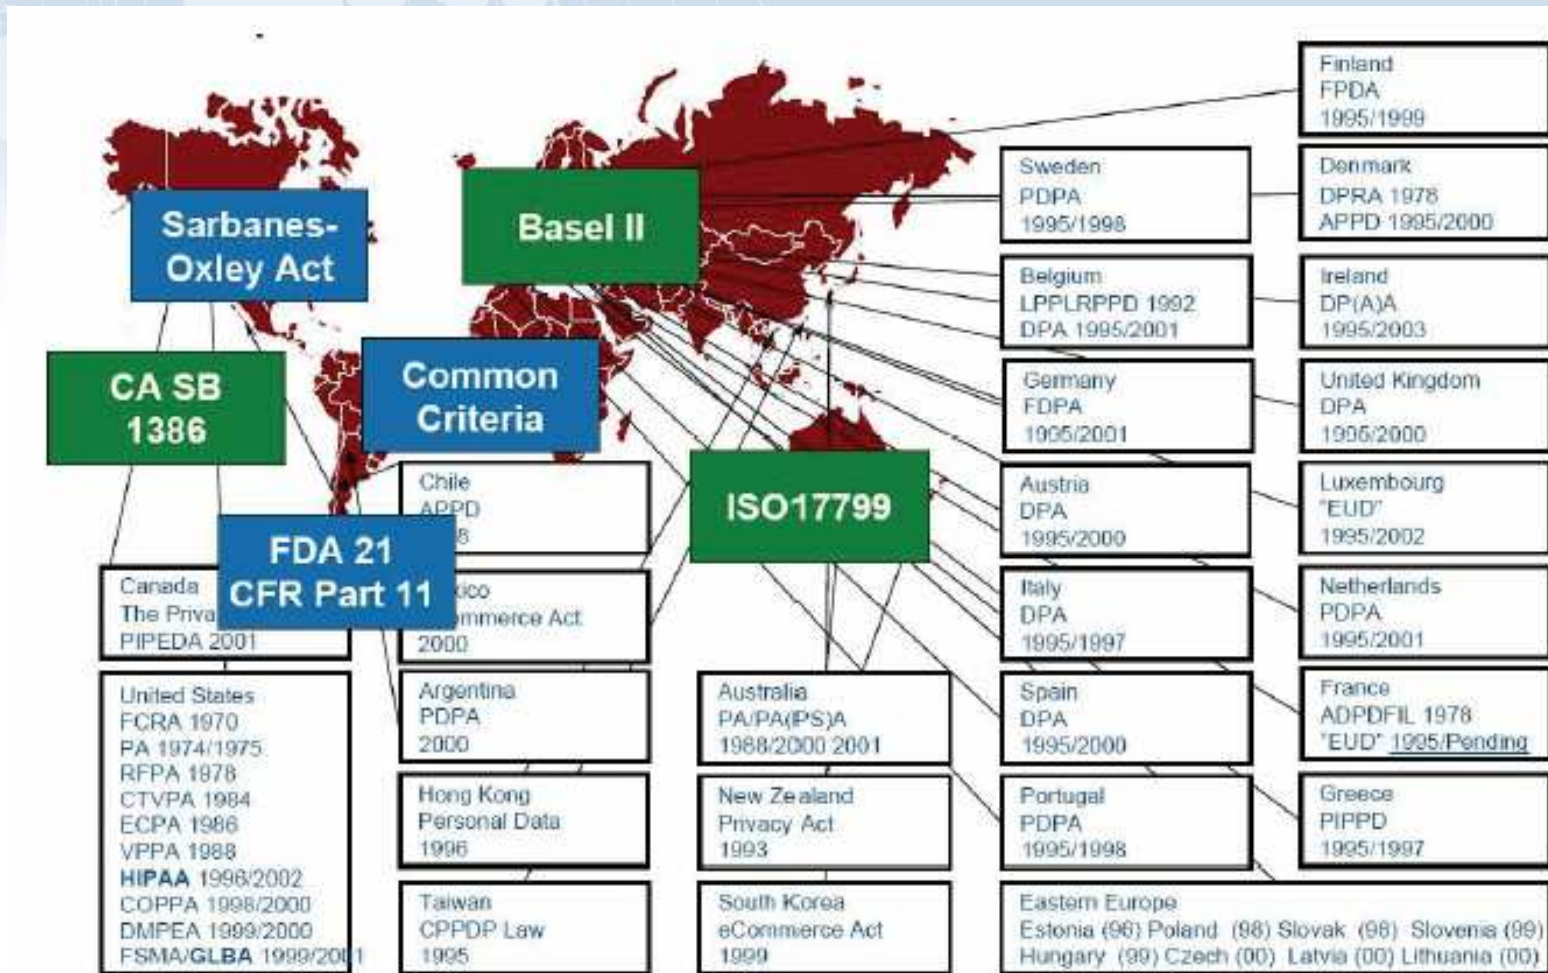 Sarbanes-
Oxley Act
Basel II
CA SB
1386
Common
Criteria
FDA 21
CFR Part 11
ISO17799
Canada
The
PIPEDA 2001
United States
FCRA 1970
PA 1974/1975
RFPA 1978
CTVPA 1984
ECPA 1986
VPPA 1988
HIPAA 1996/2002
COPPA 1998/2000
DMPEA 1999/2000
FSMA/GLBA 1999/2001
Chile
APPD
2000
Argentina
PDPA
2000
Hong Kong
Personal Data
1996
Taiwan
CPPDP Law
1995
Australia
PA/PA(IPS)A
1988/2000 2001
New Zealand
Privacy Act
1993
South Korea
eCommerce Act
1999
Sweden
PDPA
1995/1998
Belgium
LPPLRPPD 1992
DPA 1995/2001
Germany
FDPA
1995/2001
Austria
DPA
1995/2000
Italy
DPA
1995/1997
Spain
DPA
1995/2000
Portugal
PDPA
1995/1998
Finland
FPDA
1995/1999
Denmark
DPRA 1978
APPD 1995/2000
Ireland
DP(A)A
1995/2003
United Kingdom
DPA
1995/2000
Luxembourg
"EUD"
1995/2002
Netherlands
PDPA
1995/2001
France
ADPDFIL 1978
"EUD" 1995/Pending
Greece
PIPPD
1995/1997
Eastern Europe
Estonia (96) Poland (98) Slovak (98) Slovenia (99)
Hungary (99) Czech (00) Latvia (00) Lithuania (00)